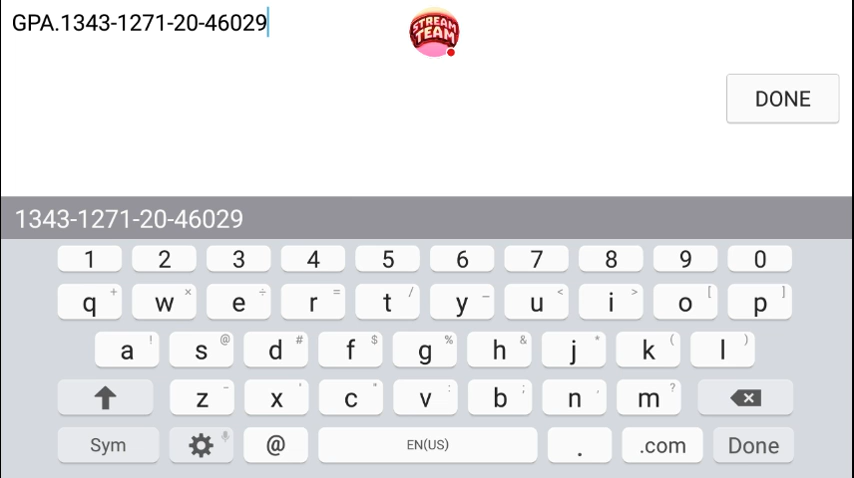 GPA.1343-1271-20-46029
STREAM
TEAM
DONE
1343-1271-20-46029
1 2 3 4 5 6 7 8 9 0
q + w × e ÷ r = t / y _ u < i > o [ p ]
a ! s @ d # f $ g % h & j * k ( l )
z - x ' c " v : b ; n , m ?
Sym @ EN(US) . .com Done